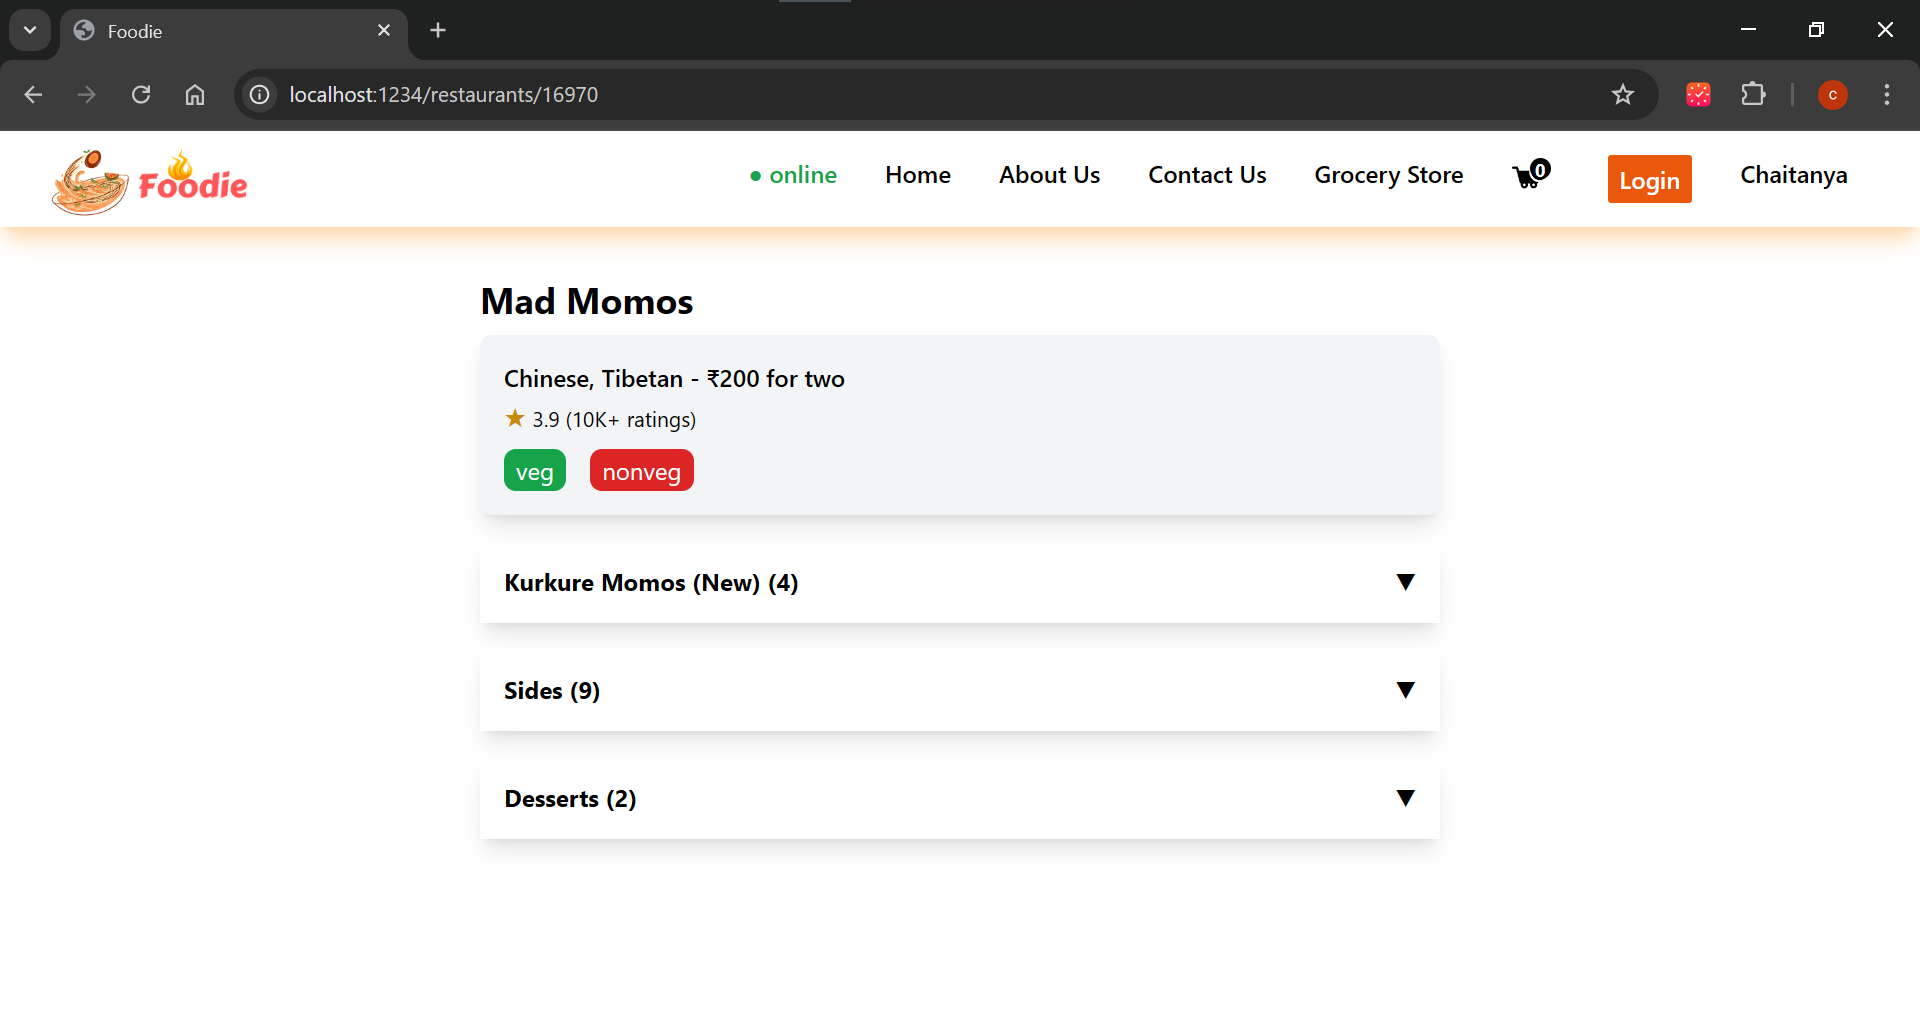 Foodie
localhost:1234/restaurants/16970
c
Foodie
● online Home About Us Contact Us Grocery Store 0 Login Chaitanya
Mad Momos
Chinese, Tibetan - ₹200 for two
★ 3.9 (10K+ ratings)
veg nonveg
Kurkure Momos (New) (4) ▼
Sides (9) ▼
Desserts (2) ▼